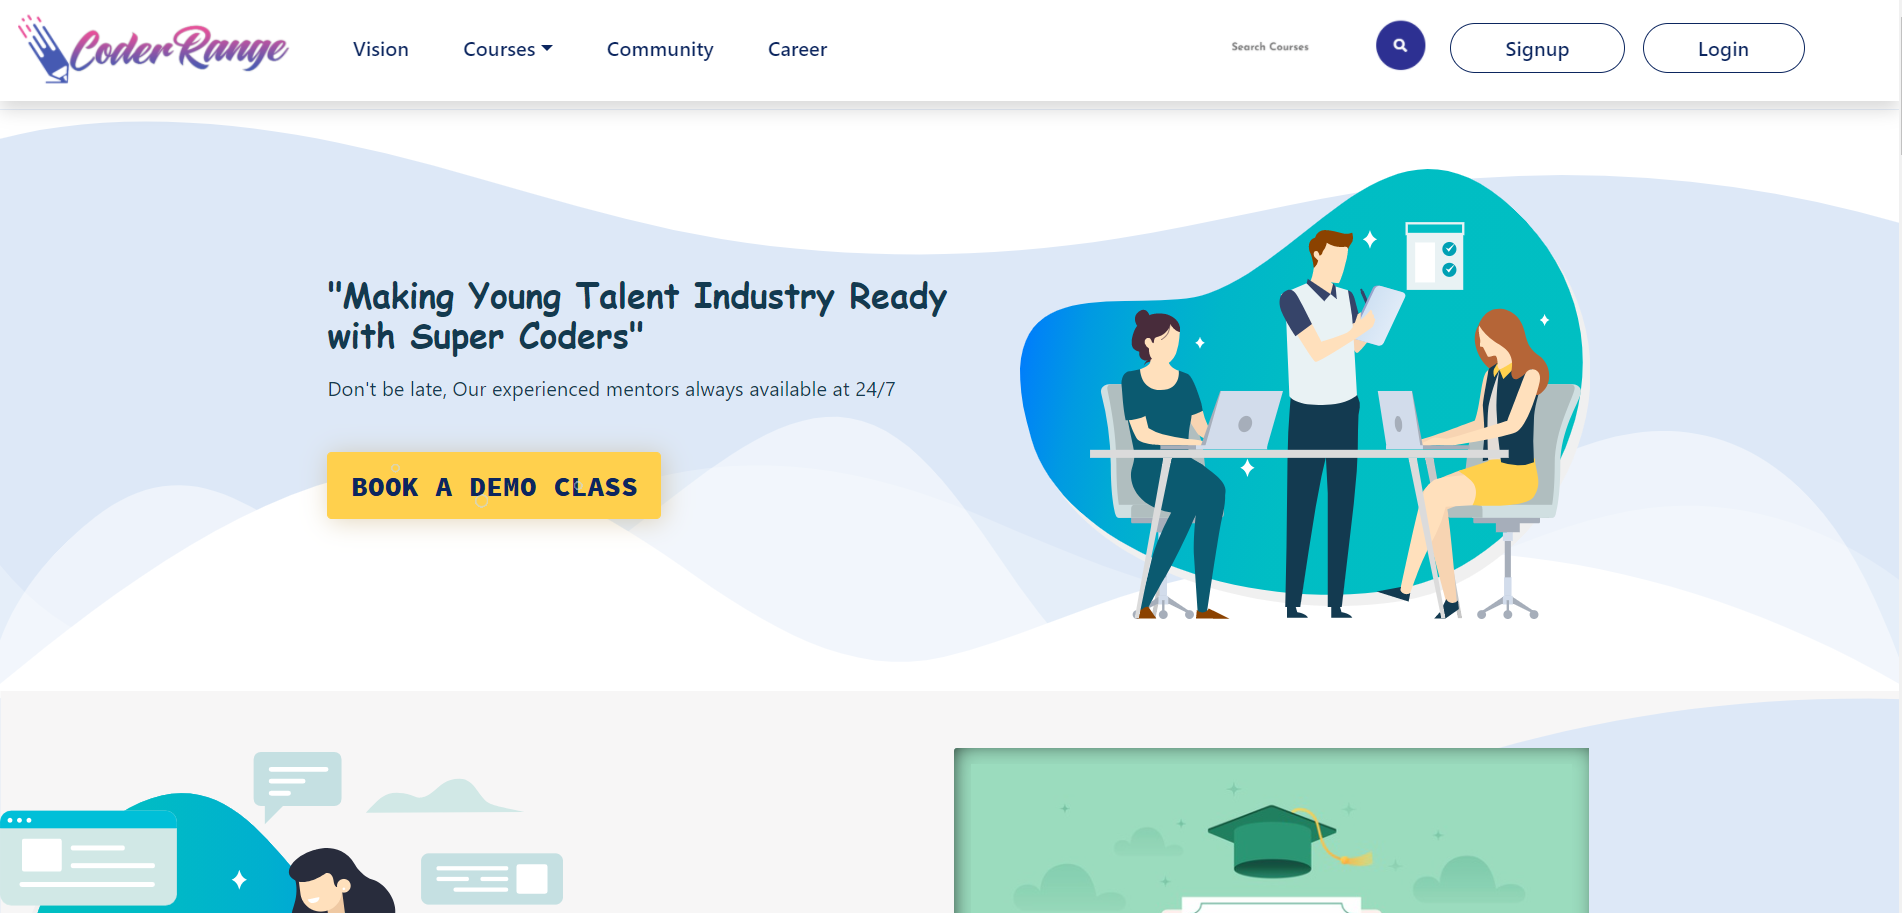 CoderRange
Vision
Courses
Community
Career
Search Courses
Signup
Login
"Making Young Talent Industry Ready
with Super Coders"
Don't be late, Our experienced mentors always available at 24/7
BOOK A DEMO CLASS